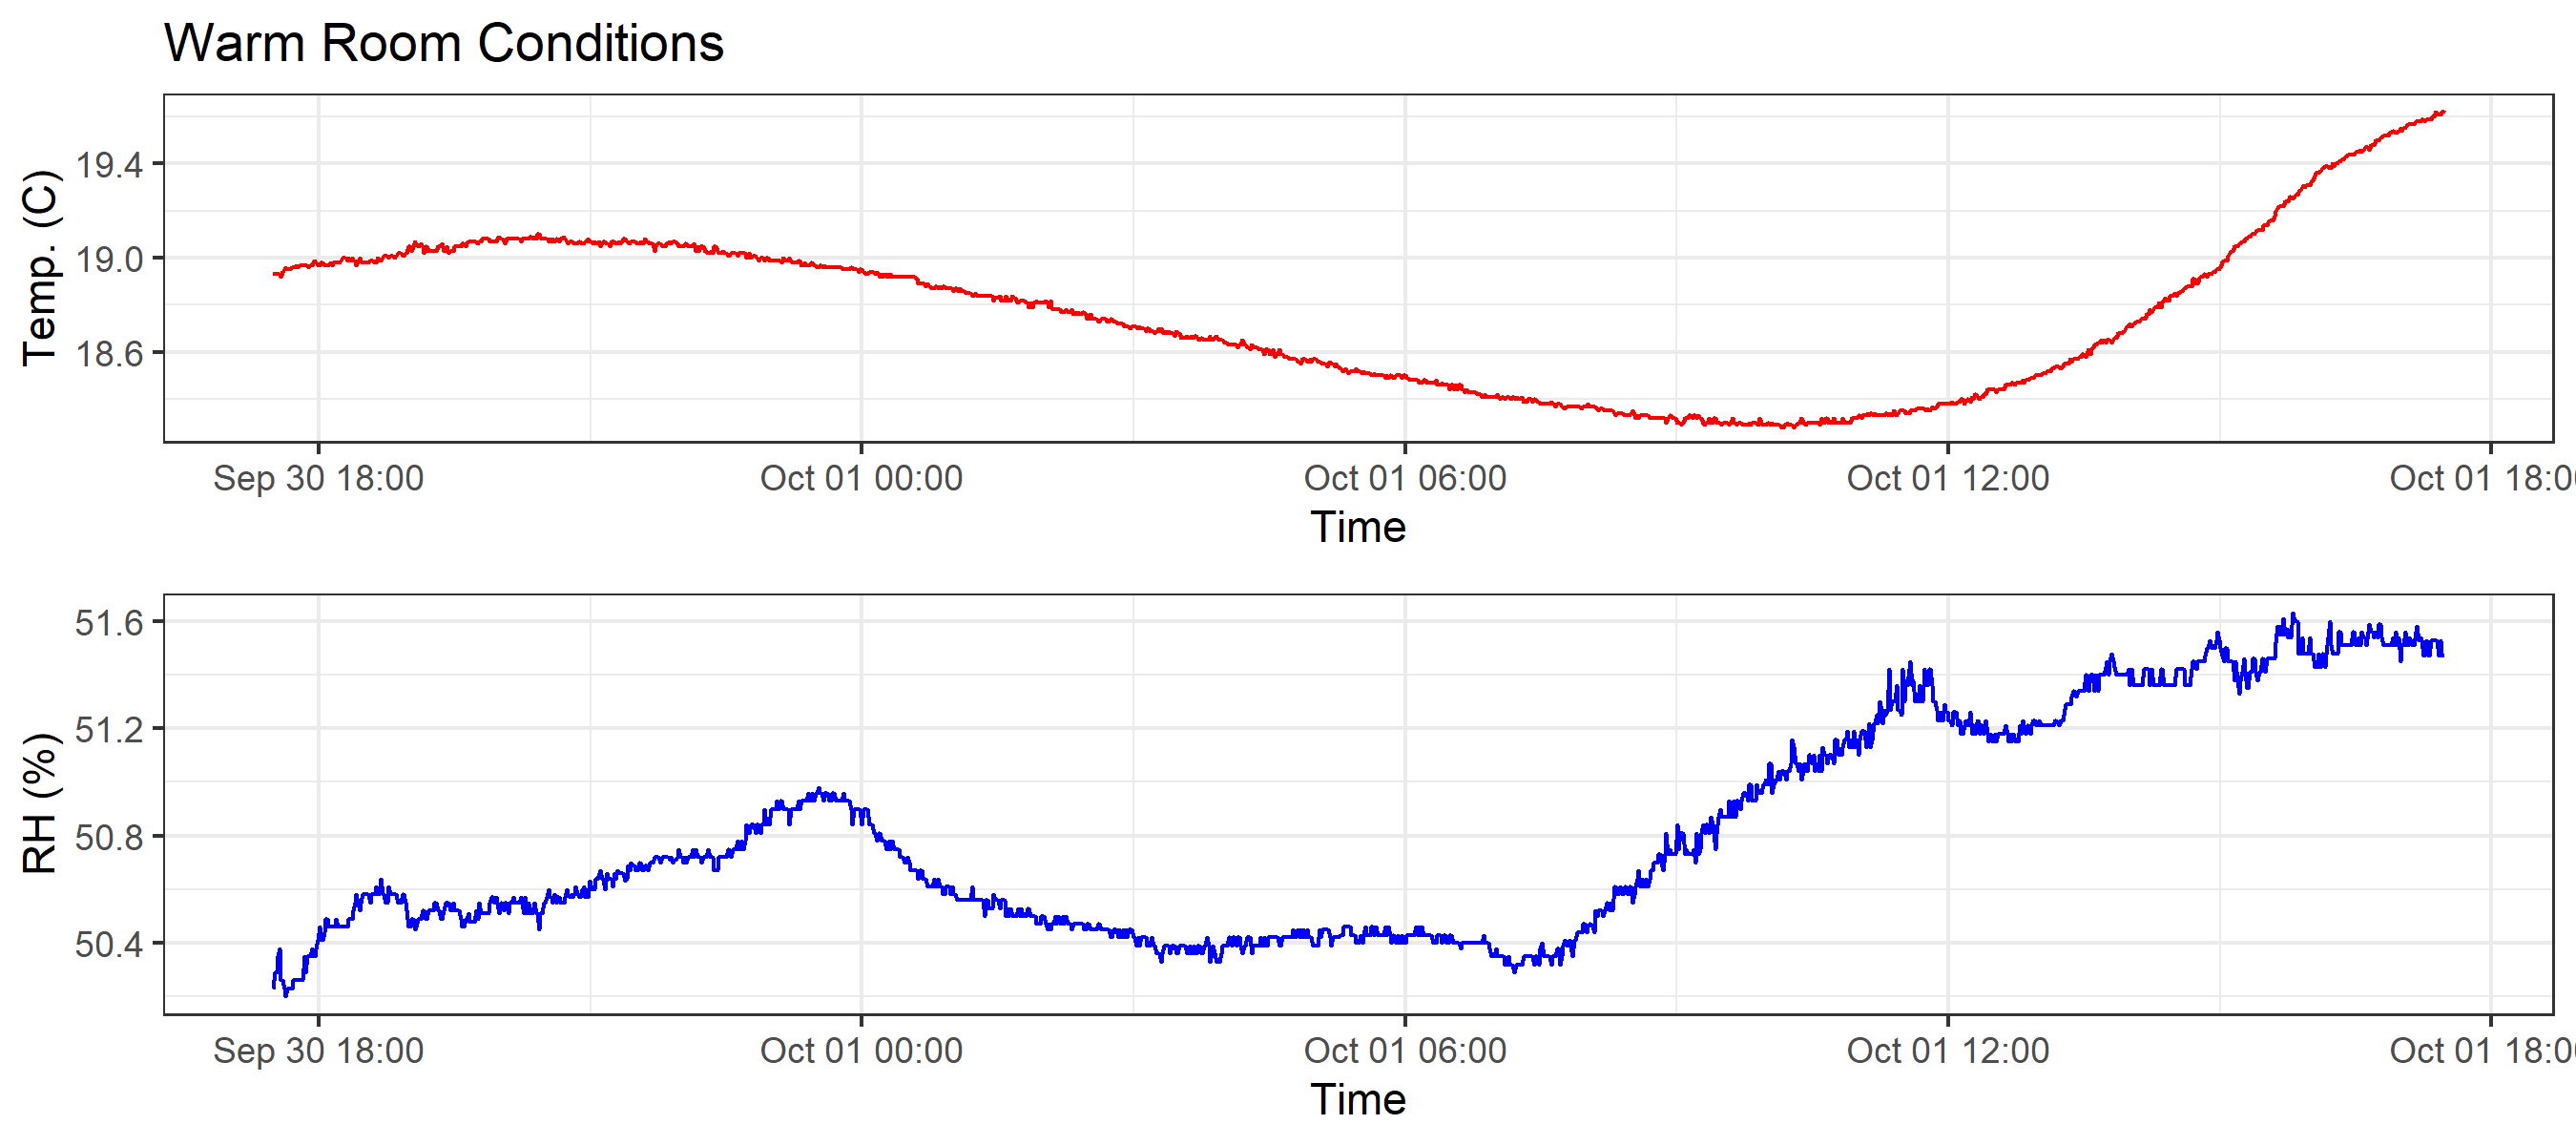 Warm Room Conditions
Temp. (C)
19.4
19.0
18.6
Sep 30 18:00 Oct 01 00:00 Oct 01 06:00 Oct 01 12:00 Oct 01 18:00
Time
RH (%)
51.6
51.2
50.8
50.4
Sep 30 18:00 Oct 01 00:00 Oct 01 06:00 Oct 01 12:00 Oct 01 18:00
Time